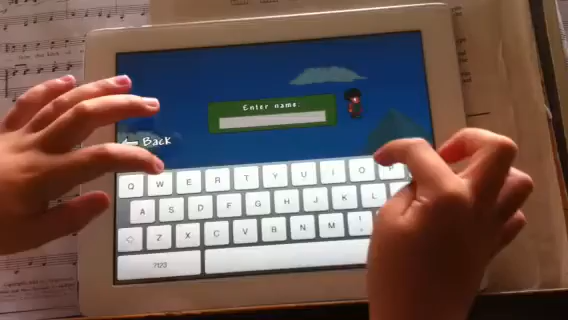 Enter name:
Back
Q W E R T Y U I O P
A S D F G H J K L
Z X C V B N M !
?123